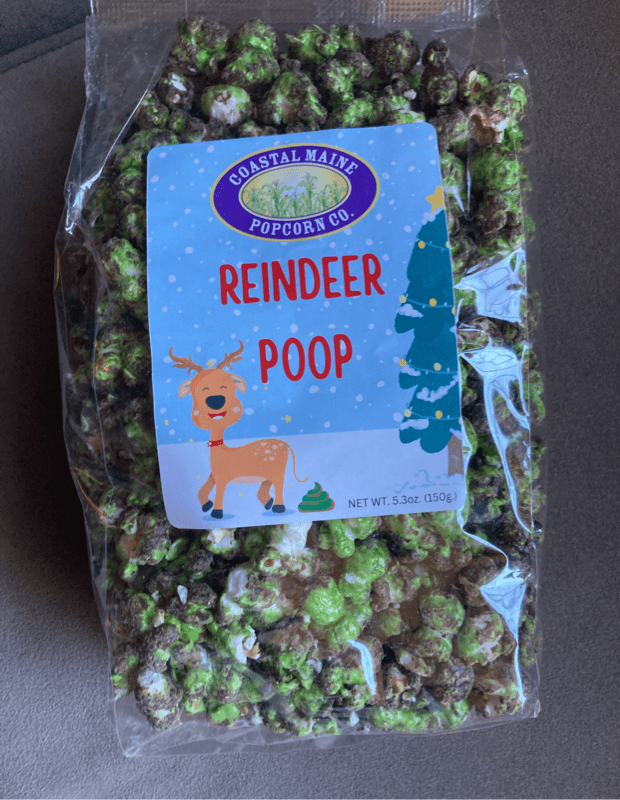 COASTAL MAINE
POPCORN CO.
REINDEER
POOP
NET WT. 5.3oz. (150g)